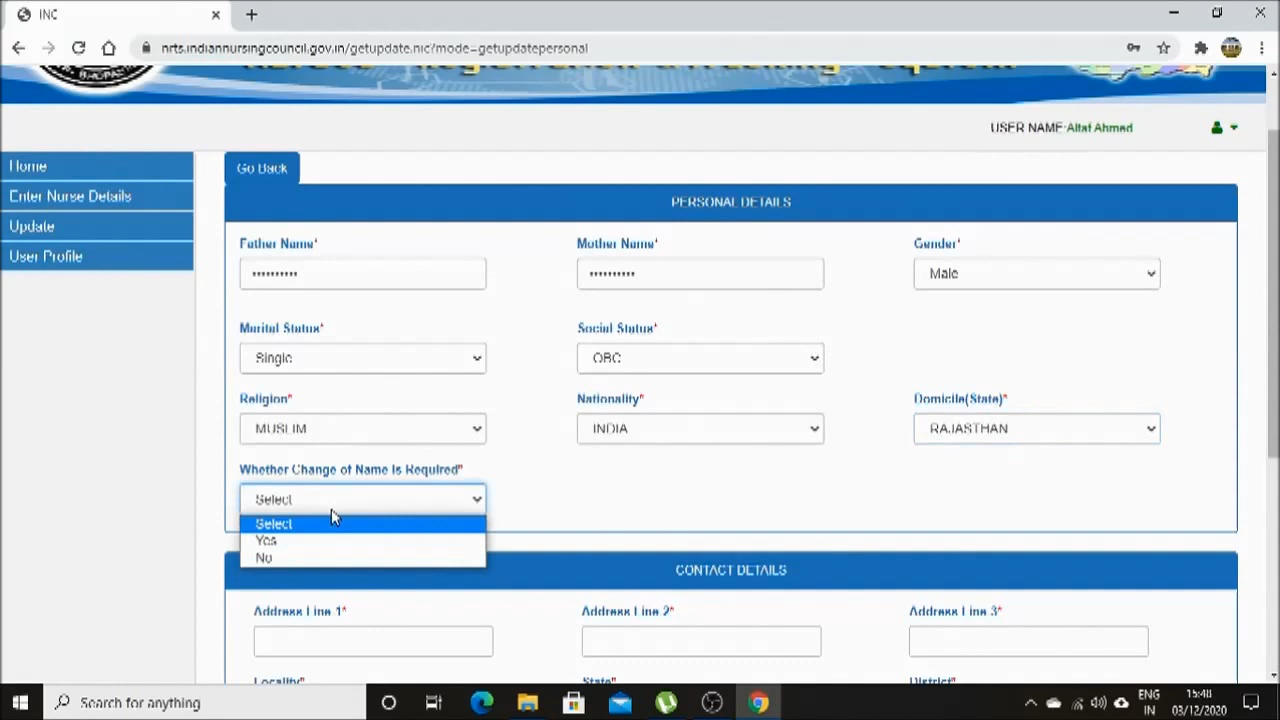 INC
nrts.indiannursingcouncil.gov.in/getupdate.nic?mode=getupdatepersonal
USER NAME:Altaf Ahmed
Home
Enter Nurse Details
Update
User Profile
Go Back
PERSONAL DETAILS
Father Name* Mother Name* Gender*
•••••••••• •••••••••• Male
Marital Status* Social Status*
Single OBC
Religion* Nationality* Domicile(State)*
MUSLIM INDIA RAJASTHAN
Whether Change of Name Is Required*
Select
Select
Yes
No
CONTACT DETAILS
Address Line 1* Address Line 2* Address Line 3*
Locality* State* District*
Search for anything
ENG 15:48
IN 03/12/2020